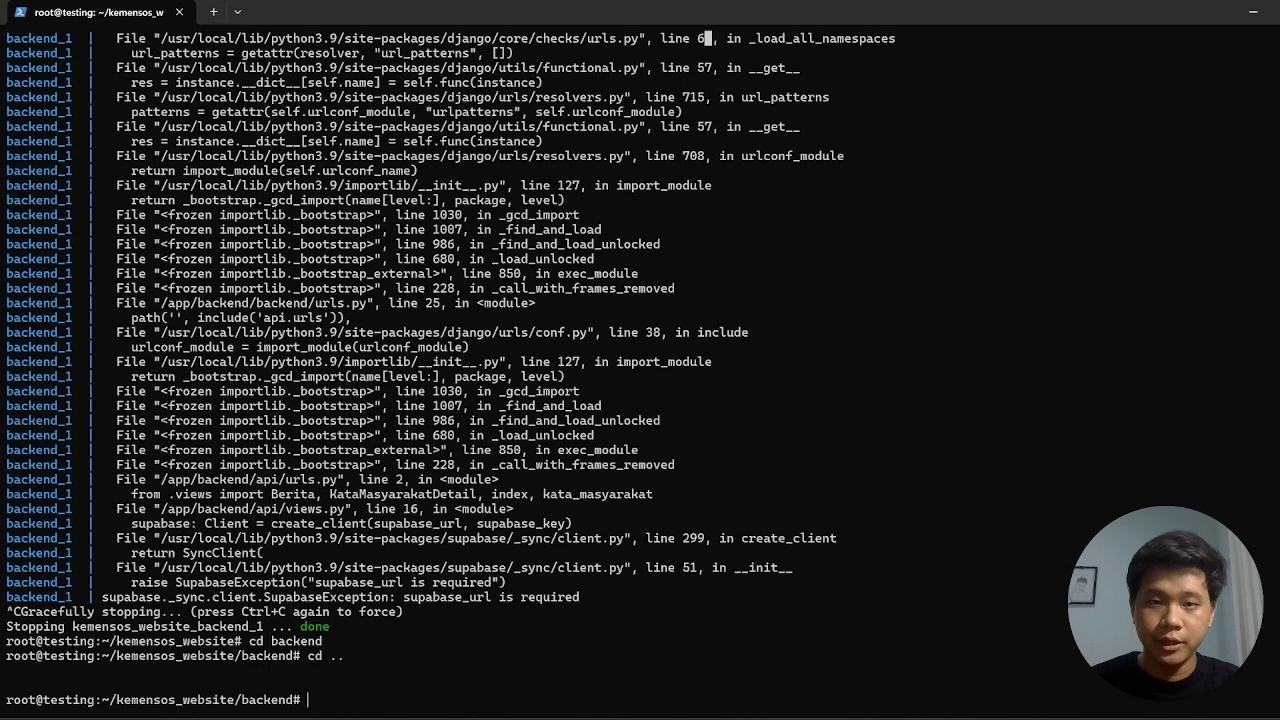 root@testing: ~/kemensos_w
backend_1 | File "/usr/local/lib/python3.9/site-packages/django/core/checks/urls.py", line 6, in _load_all_namespaces
backend_1 | url_patterns = getattr(resolver, "url_patterns", [])
backend_1 | File "/usr/local/lib/python3.9/site-packages/django/utils/functional.py", line 57, in __get__
backend_1 | res = instance.__dict__[self.name] = self.func(instance)
backend_1 | File "/usr/local/lib/python3.9/site-packages/django/urls/resolvers.py", line 715, in url_patterns
backend_1 | patterns = getattr(self.urlconf_module, "urlpatterns", self.urlconf_module)
backend_1 | File "/usr/local/lib/python3.9/site-packages/django/utils/functional.py", line 57, in __get__
backend_1 | res = instance.__dict__[self.name] = self.func(instance)
backend_1 | File "/usr/local/lib/python3.9/site-packages/django/urls/resolvers.py", line 708, in urlconf_module
backend_1 | return import_module(self.urlconf_name)
backend_1 | File "/usr/local/lib/python3.9/importlib/__init__.py", line 127, in import_module
backend_1 | return _bootstrap._gcd_import(name[level:], package, level)
backend_1 | File "<frozen importlib._bootstrap>", line 1030, in _gcd_import
backend_1 | File "<frozen importlib._bootstrap>", line 1007, in _find_and_load
backend_1 | File "<frozen importlib._bootstrap>", line 986, in _find_and_load_unlocked
backend_1 | File "<frozen importlib._bootstrap>", line 680, in _load_unlocked
backend_1 | File "<frozen importlib._bootstrap_external>", line 850, in exec_module
backend_1 | File "<frozen importlib._bootstrap>", line 228, in _call_with_frames_removed
backend_1 | File "/app/backend/backend/urls.py", line 25, in <module>
backend_1 | path('', include('api.urls')),
backend_1 | File "/usr/local/lib/python3.9/site-packages/django/urls/conf.py", line 38, in include
backend_1 | urlconf_module = import_module(urlconf_module)
backend_1 | File "/usr/local/lib/python3.9/importlib/__init__.py", line 127, in import_module
backend_1 | return _bootstrap._gcd_import(name[level:], package, level)
backend_1 | File "<frozen importlib._bootstrap>", line 1030, in _gcd_import
backend_1 | File "<frozen importlib._bootstrap>", line 1007, in _find_and_load
backend_1 | File "<frozen importlib._bootstrap>", line 986, in _find_and_load_unlocked
backend_1 | File "<frozen importlib._bootstrap>", line 680, in _load_unlocked
backend_1 | File "<frozen importlib._bootstrap_external>", line 850, in exec_module
backend_1 | File "<frozen importlib._bootstrap>", line 228, in _call_with_frames_removed
backend_1 | File "/app/backend/api/urls.py", line 2, in <module>
backend_1 | from .views import Berita, KataMasyarakatDetail, index, kata_masyarakat
backend_1 | File "/app/backend/api/views.py", line 16, in <module>
backend_1 | supabase: Client = create_client(supabase_url, supabase_key)
backend_1 | File "/usr/local/lib/python3.9/site-packages/supabase/_sync/client.py", line 299, in create_client
backend_1 | return SyncClient(
backend_1 | File "/usr/local/lib/python3.9/site-packages/supabase/_sync/client.py", line 51, in __init__
backend_1 | raise SupabaseException("supabase_url is required")
backend_1 | supabase._sync.client.SupabaseException: supabase_url is required
^CGracefully stopping... (press Ctrl+C again to force)
Stopping kemensos_website_backend_1 ... done
root@testing:~/kemensos_website# cd backend
root@testing:~/kemensos_website/backend# cd ..
root@testing:~/kemensos_website/backend#